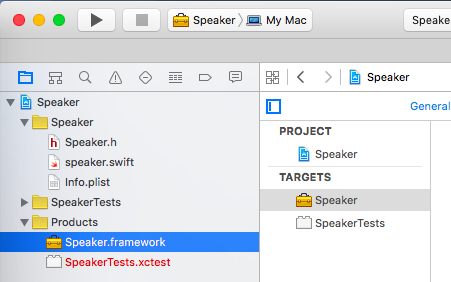 Speaker My Mac Speake
Speaker
Speaker
Speaker
Speaker.h
speaker.swift
Info.plist
SpeakerTests
Products
Speaker.framework
SpeakerTests.xctest
General
PROJECT
Speaker
TARGETS
Speaker
SpeakerTests